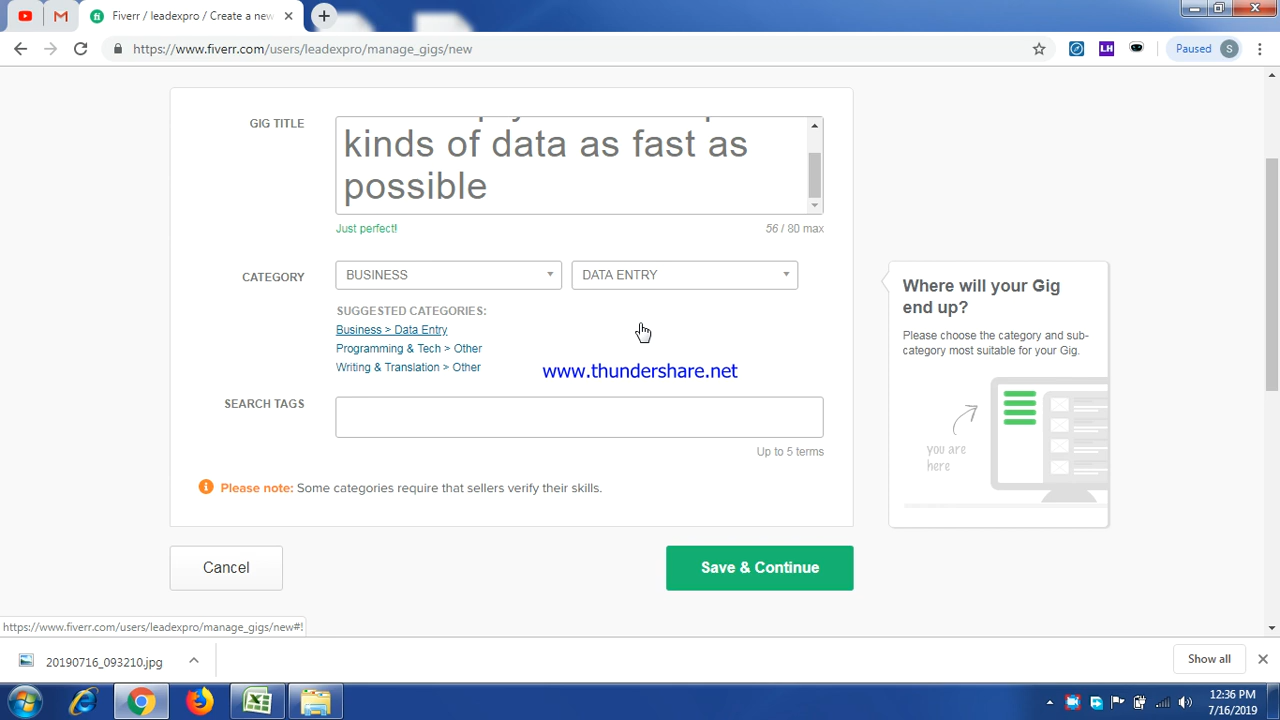 Fiverr / leadexpro / Create a new
https://www.fiverr.com/users/leadexpro/manage_gigs/new
LH
Paused S
GIG TITLE
kinds of data as fast as
possible
Just perfect!
56 / 80 max
CATEGORY
BUSINESS
DATA ENTRY
SUGGESTED CATEGORIES:
Business > Data Entry
Programming & Tech > Other
Writing & Translation > Other
www.thundershare.net
Where will your Gig
end up?
Please choose the category and sub-
category most suitable for your Gig.
you are
here
SEARCH TAGS
Up to 5 terms
Please note: Some categories require that sellers verify their skills.
Cancel
Save & Continue
https://www.fiverr.com/users/leadexpro/manage_gigs/new#!
20190716_093210.jpg
Show all
12:36 PM
7/16/2019